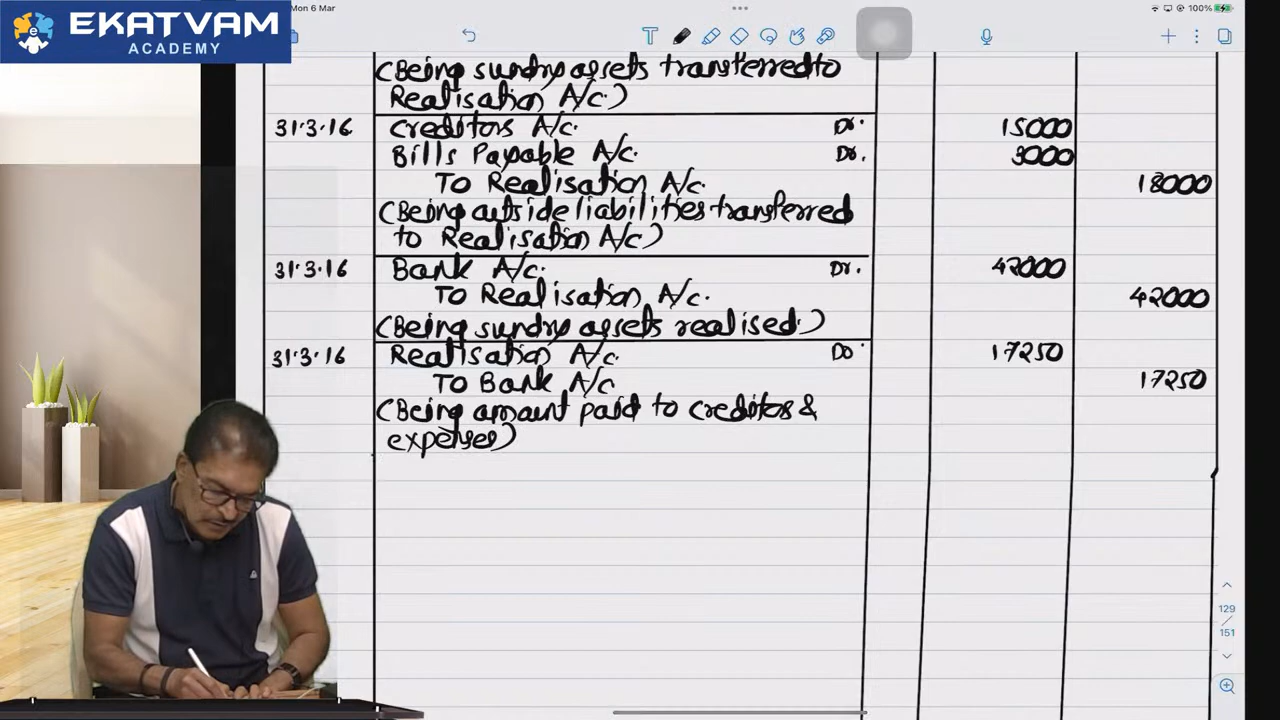 EKATVAM
ACADEMY
Mon 6 Mar
100%
(Being sundry assets transferred to
Realisation A/c.)
31.3.16 Creditors A/c. Dr. 15000
Bills Payable A/c. Dr. 3000
To Realisation A/c. 18000
(Being outside liabilities transferred
to Realisation A/c)
31.3.16 Bank A/c. Dr. 42000
To Realisation A/c. 42000
(Being sundry assets realised.)
31.3.16 Realisation A/c. Dr 17250
To Bank A/c. 17250
(Being amount paid to creditors &
expenses)
129
/
151